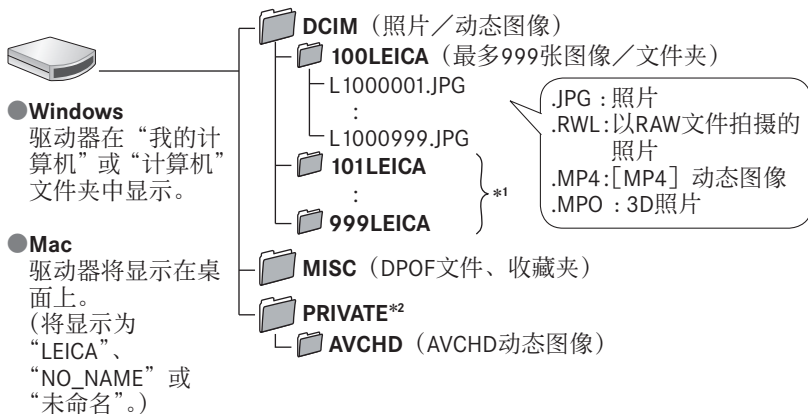 DCIM（照片／动态图像）
100LEICA（最多999张图像／文件夹）
L1000001.JPG
:
L1000999.JPG
101LEICA
:
999LEICA
*1
MISC（DPOF文件、收藏夹）
PRIVATE*2
AVCHD（AVCHD动态图像）
.JPG：照片
.RWL：以RAW文件拍摄的
照片
.MP4：［MP4］动态图像
.MPO：3D照片
●Windows
驱动器在“我的计
算机”或“计算机”
文件夹中显示。
●Mac
驱动器将显示在桌
面上。
(将显示为
“LEICA”、
“NO_NAME”或
“未命名”。)